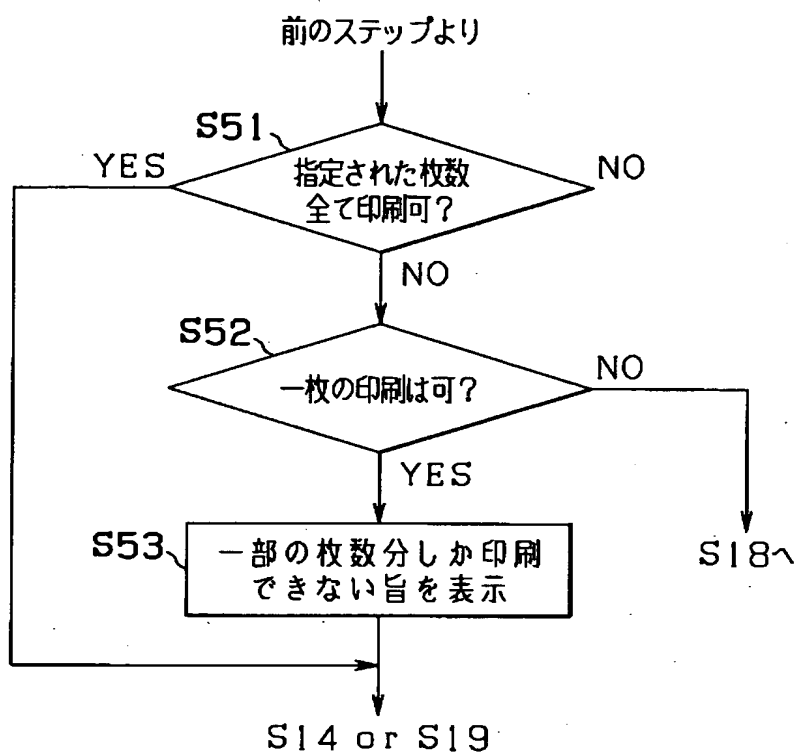 前のステップより
S51
YES
指定された枚数
全て印刷可?
NO
NO
S52
一枚の印刷は可?
NO
YES
S53
一部の枚数分しか印刷
できない旨を表示
S18へ
S14 or S19